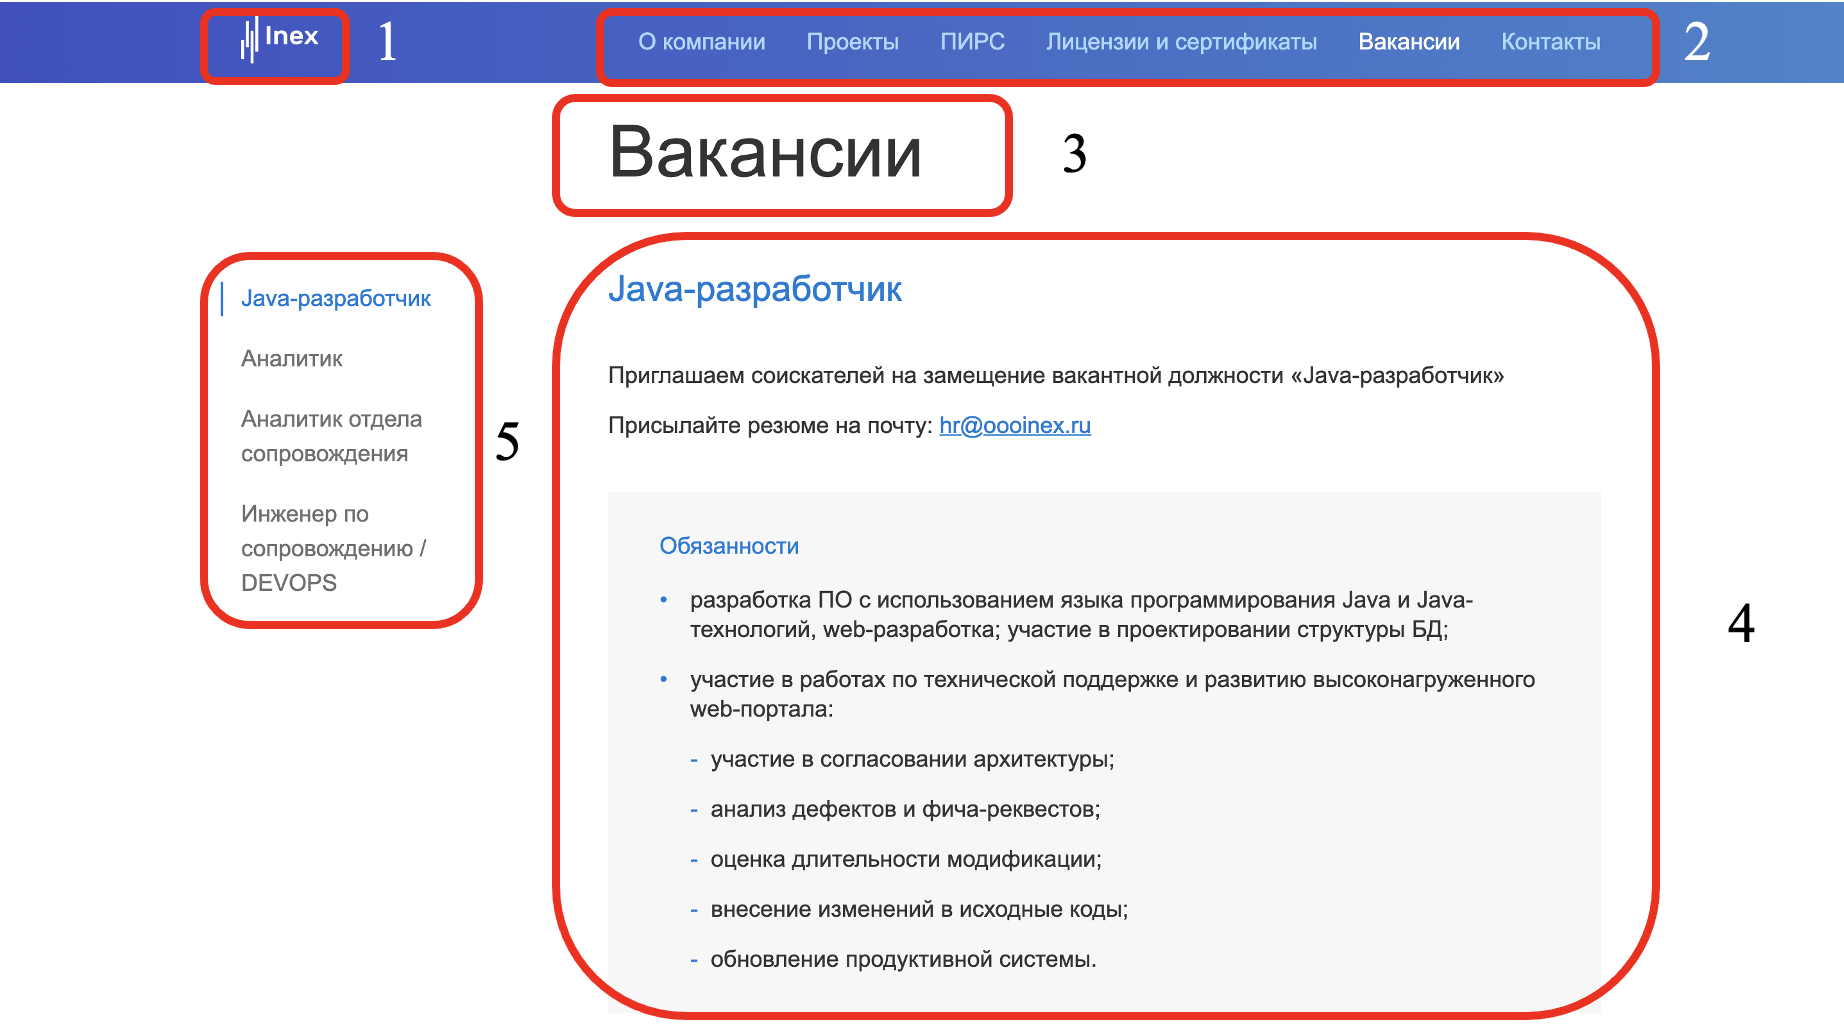 Inex
1
О компании Проекты ПИРС Лицензии и сертификаты Вакансии Контакты
2
Вакансии
3
Java-разработчик
Аналитик
Аналитик отдела
сопровождения
Инженер по
сопровождению /
DEVOPS
5
Java-разработчик
Приглашаем соискателей на замещение вакантной должности «Java-разработчик»
Присылайте резюме на почту: hr@oooinex.ru
Обязанности
• разработка ПО с использованием языка программирования Java и Java-
технологий, web-разработка; участие в проектировании структуры БД;
• участие в работах по технической поддержке и развитию высоконагруженного
web-портала:
- участие в согласовании архитектуры;
- анализ дефектов и фича-реквестов;
- оценка длительности модификации;
- внесение изменений в исходные коды;
- обновление продуктивной системы.
4